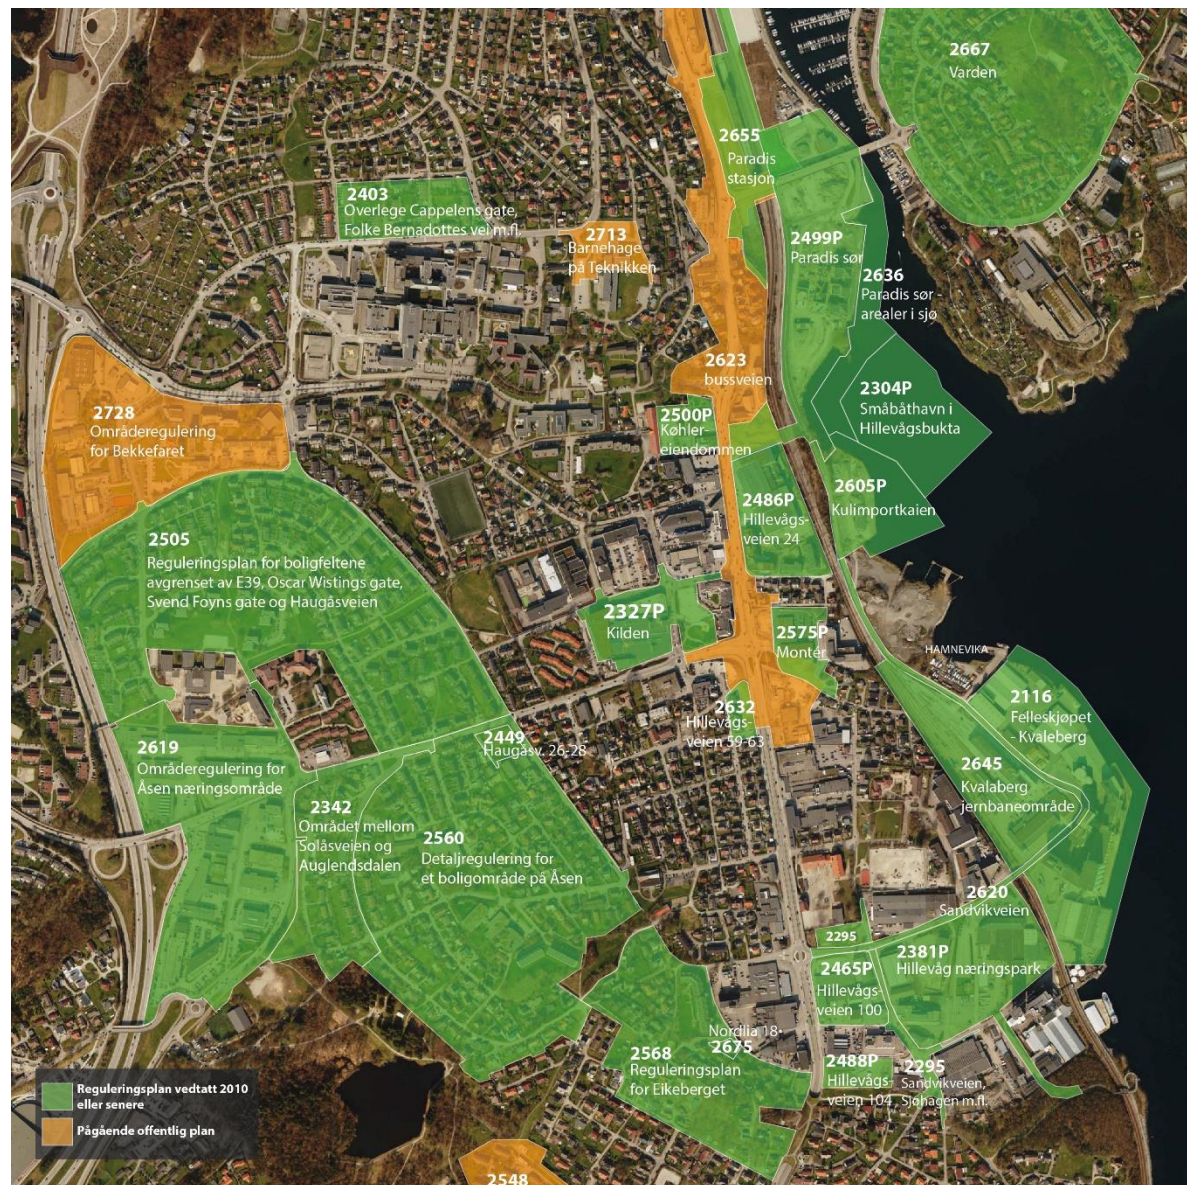 2667
Varden
2655
Paradis
stasjon
2403
Overlege Cappelens gate,
Folke Bernadottes vei m.fl.
2713
Barnehage
på Teknikken
2499P
Paradis sør
2636
Paradis sør -
arealer i sjø
2623
bussveien
2304P
Småbåthavn i
Hillevågsbukta
2728
Områderegulering
for Bekkefaret
2500P
Køhler-
eiendommen
2486P
Hillevågs-
veien 24
2605P
Kulimportkaien
2505
Reguleringsplan for boligfeltene
avgrenset av E39, Oscar Wistings gate,
Svend Foyns gate og Haugåsveien
2327P
Kilden
2575P
Montér
HAMNEVIKA
2116
Felleskjøpet
- Kvaleberg
2632
Hillevågs-
veien 59-63
2449
Haugåsv. 26-28
2619
Områderegulering for
Åsen næringsområde
2645
Kvalaberg
jernbaneområde
2342
Området mellom
Solåsveien og
Auglendsdalen
2560
Detaljregulering for
et boligområde på Åsen
2620
Sandvikveien
2295
2381P
Hillevåg næringspark
2465P
Hillevågs-
veien 100
Nordlia 18-
2675
2568
Reguleringsplan
for Eikeberget
2488P
Hillevågs-
veien 104
2295
Sandvikveien,
Sjøhagen m.fl.
Reguleringsplan vedtatt 2010
eller senere
Pågående offentlig plan
2548